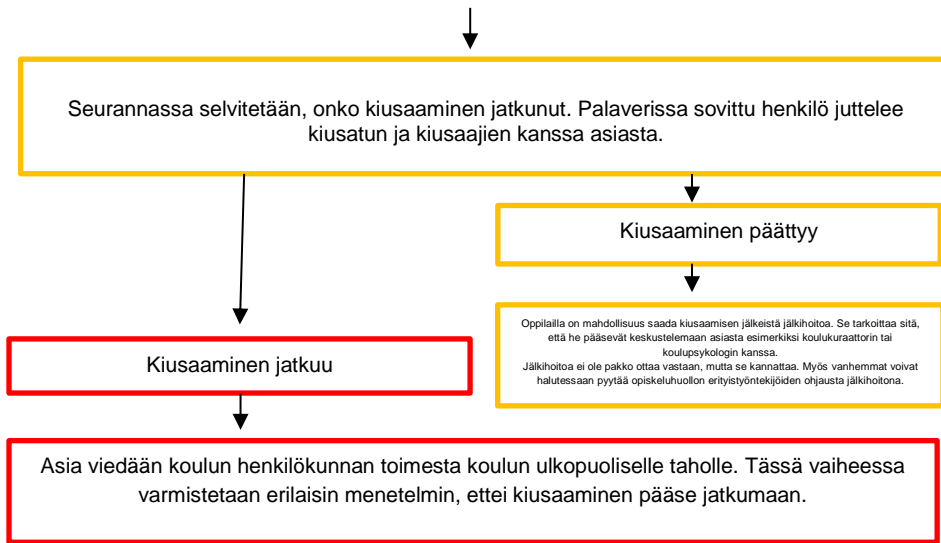 Seurannassa selvitetään, onko kiusaaminen jatkunut. Palaverissa sovittu henkilö juttelee
kiusatun ja kiusaajien kanssa asiasta.
Kiusaaminen päättyy
Oppilailla on mahdollisuus saada kiusaamisen jälkeistä jälkihoitoa. Se tarkoittaa sitä,
että he pääsevät keskustelemaan asiasta esimerkiksi koulukuraattorin tai
koulupsykologin kanssa.
Jälkihoitoa ei ole pakko ottaa vastaan, mutta se kannattaa. Myös vanhemmat voivat
halutessaan pyytää opiskeluhuollon erityistyöntekijöiden ohjausta jälkihoitona.
Kiusaaminen jatkuu
Asia viedään koulun henkilökunnan toimesta koulun ulkopuoliselle taholle. Tässä vaiheessa
varmistetaan erilaisin menetelmin, ettei kiusaaminen pääse jatkumaan.